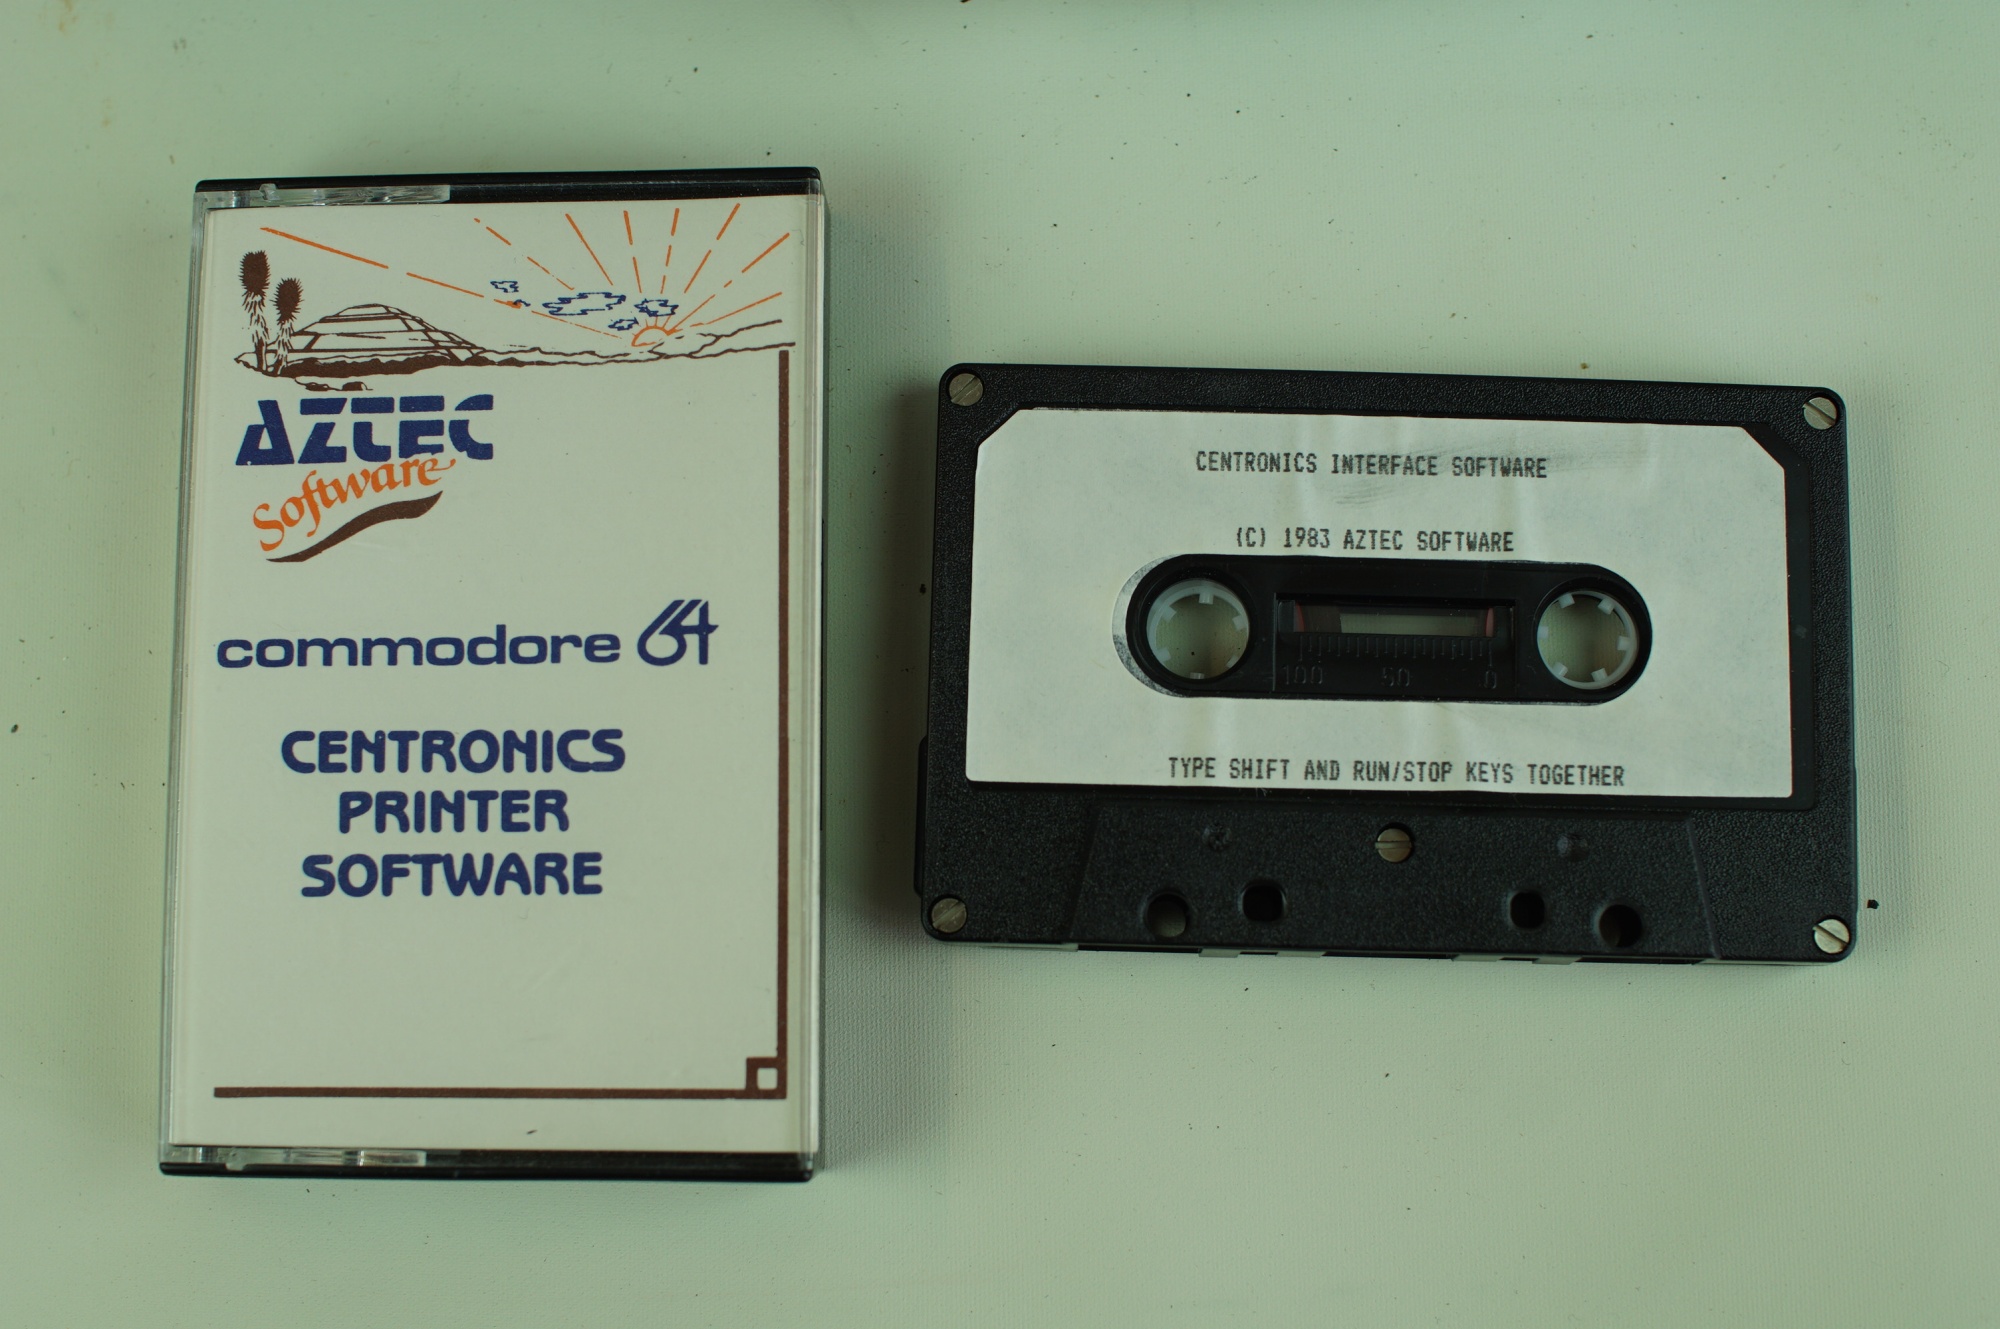 AZTEC
Software
commodore 64
CENTRONICS
PRINTER
SOFTWARE
CENTRONICS INTERFACE SOFTWARE
(C) 1983 AZTEC SOFTWARE
100 50 0
TYPE SHIFT AND RUN/STOP KEYS TOGETHER